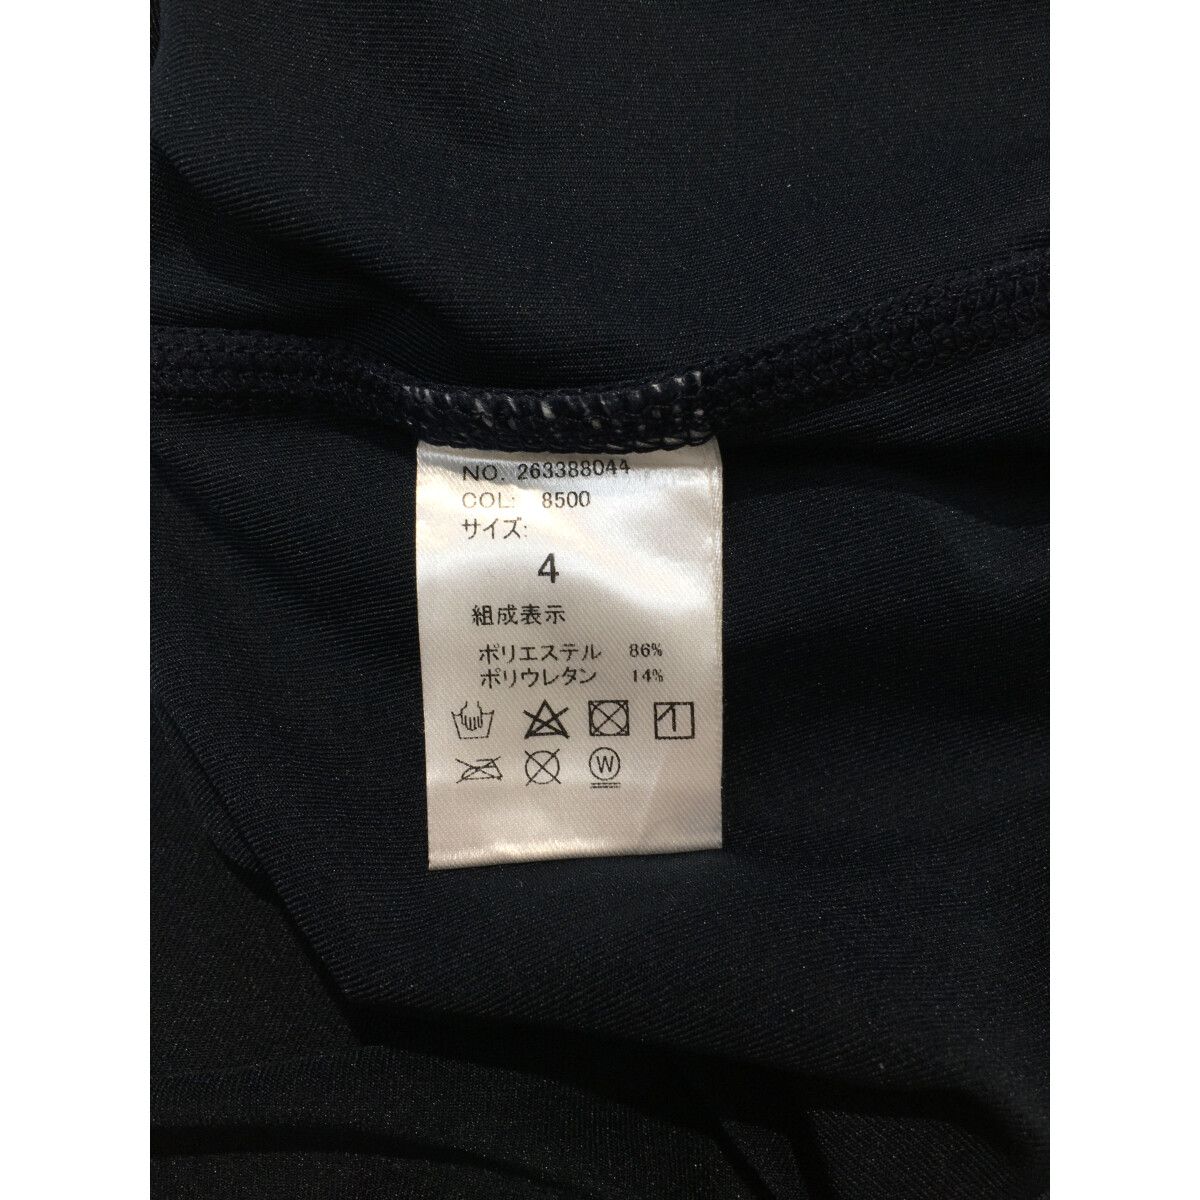 NO. 263388044
COL: 8500
サイズ:
4
組成表示
ポリエステル 86%
ポリウレタン 14%
W